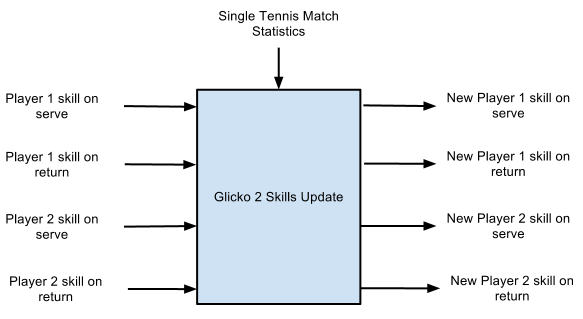 Single Tennis Match
Statistics
Player 1 skill on
serve
New Player 1 skill on
serve
Player 1 skill on
return
New Player 1 skill on
return
Glicko 2 Skills Update
Player 2 skill on
serve
New Player 2 skill on
serve
Player 2 skill on
return
New Player 2 skill on
return